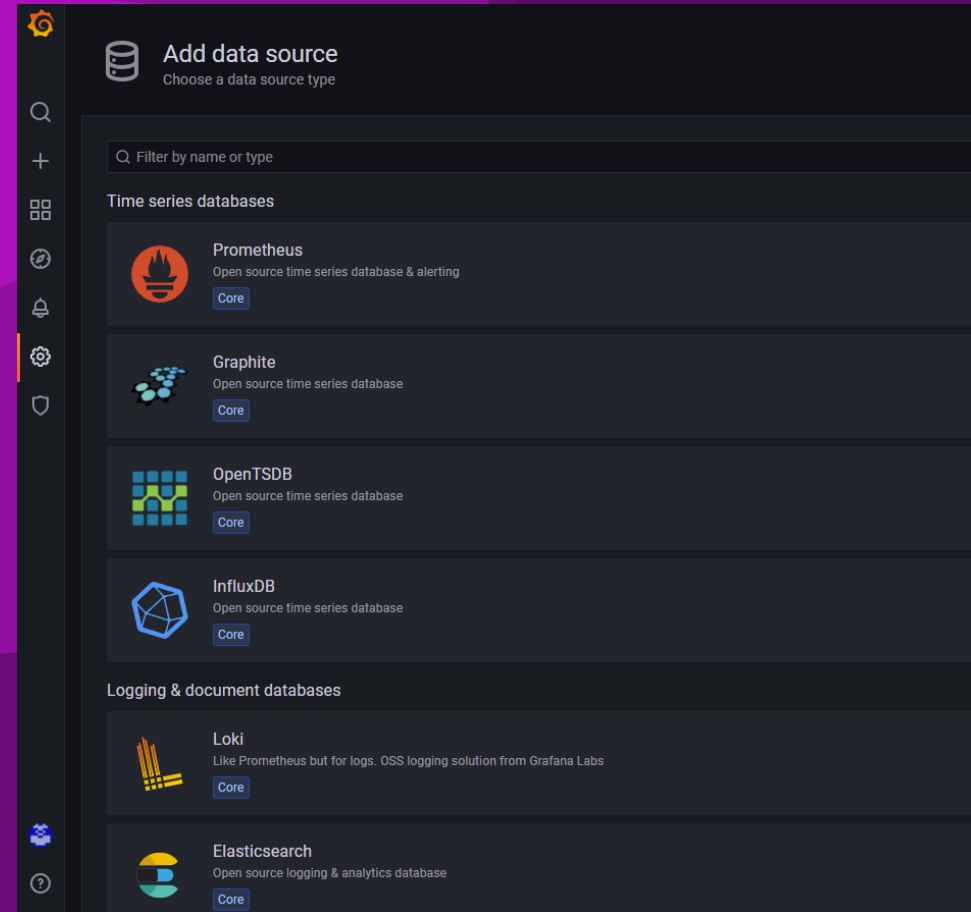 Add data source
Choose a data source type
Filter by name or type
Time series databases
Prometheus
Open source time series database & alerting
Core
Graphite
Open source time series database
Core
OpenTSDB
Open source time series database
Core
InfluxDB
Open source time series database
Core
Logging & document databases
Loki
Like Prometheus but for logs. OSS logging solution from Grafana Labs
Core
Elasticsearch
Open source logging & analytics database
Core